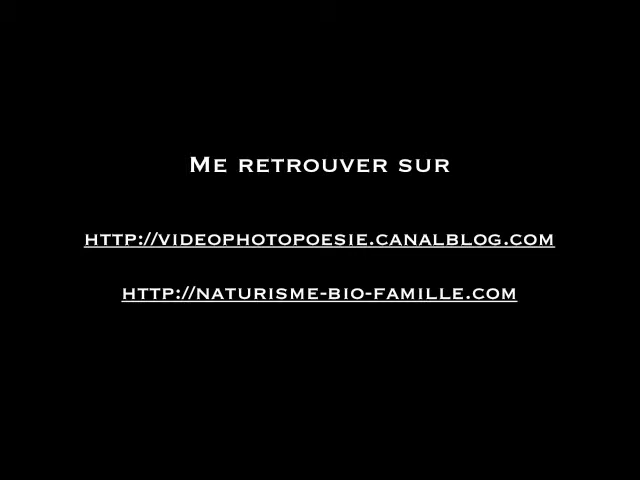 Me retrouver sur
http://videophotopoesie.canalblog.com
http://naturisme-bio-famille.com